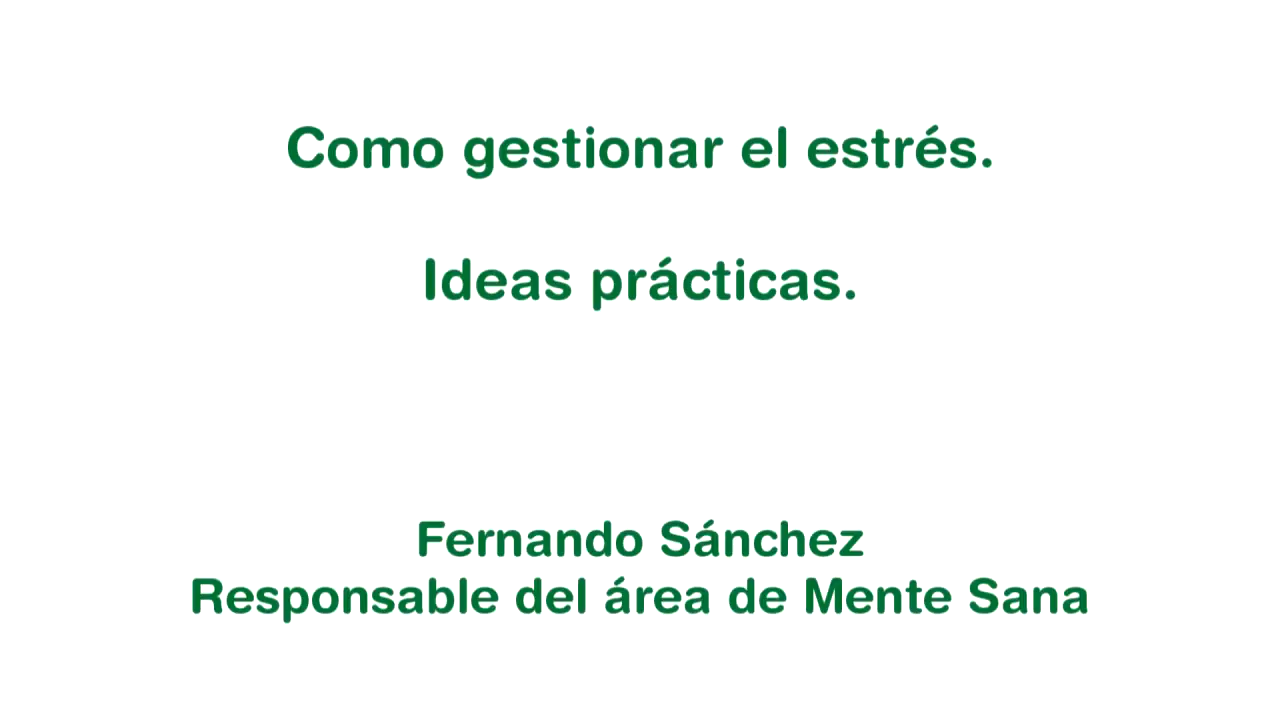 Como gestionar el estrés.
Ideas prácticas.
Fernando Sánchez
Responsable del área de Mente Sana